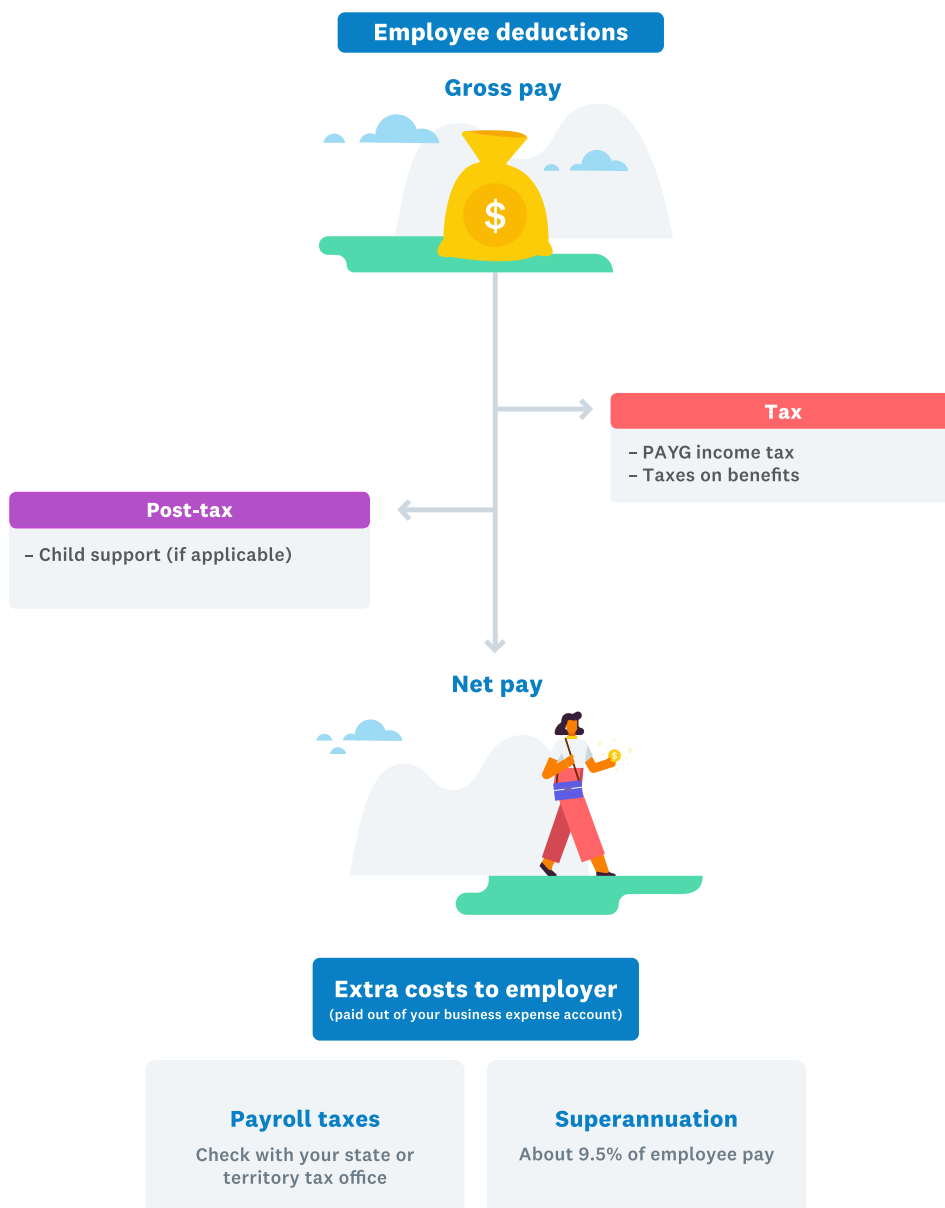 Employee deductions
Gross pay
$
Tax
– PAYG income tax
– Taxes on benefits
Post-tax
– Child support (if applicable)
Net pay
$
Extra costs to employer
(paid out of your business expense account)
Payroll taxes
Check with your state or
territory tax office
Superannuation
About 9.5% of employee pay